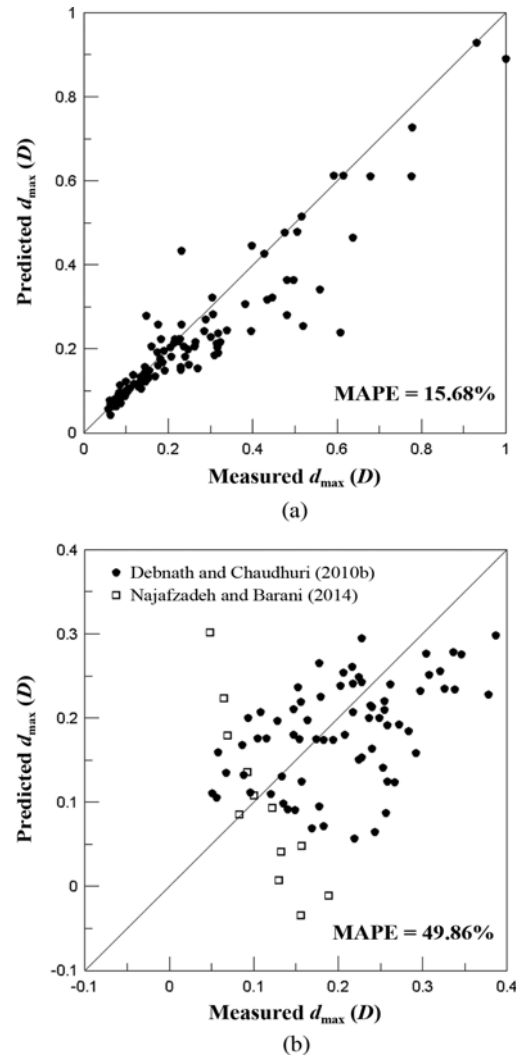 1
0.8
0.6
0.4
0.2
0
Predicted dmax (D)
MAPE = 15.68%
0 0.2 0.4 0.6 0.8 1
Measured dmax (D)
(a)
0.4
0.3
0.2
0.1
0
-0.1
Predicted dmax (D)
Debnath and Chaudhuri (2010b)
Najafzadeh and Barani (2014)
MAPE = 49.86%
-0.1 0 0.1 0.2 0.3 0.4
Measured dmax (D)
(b)